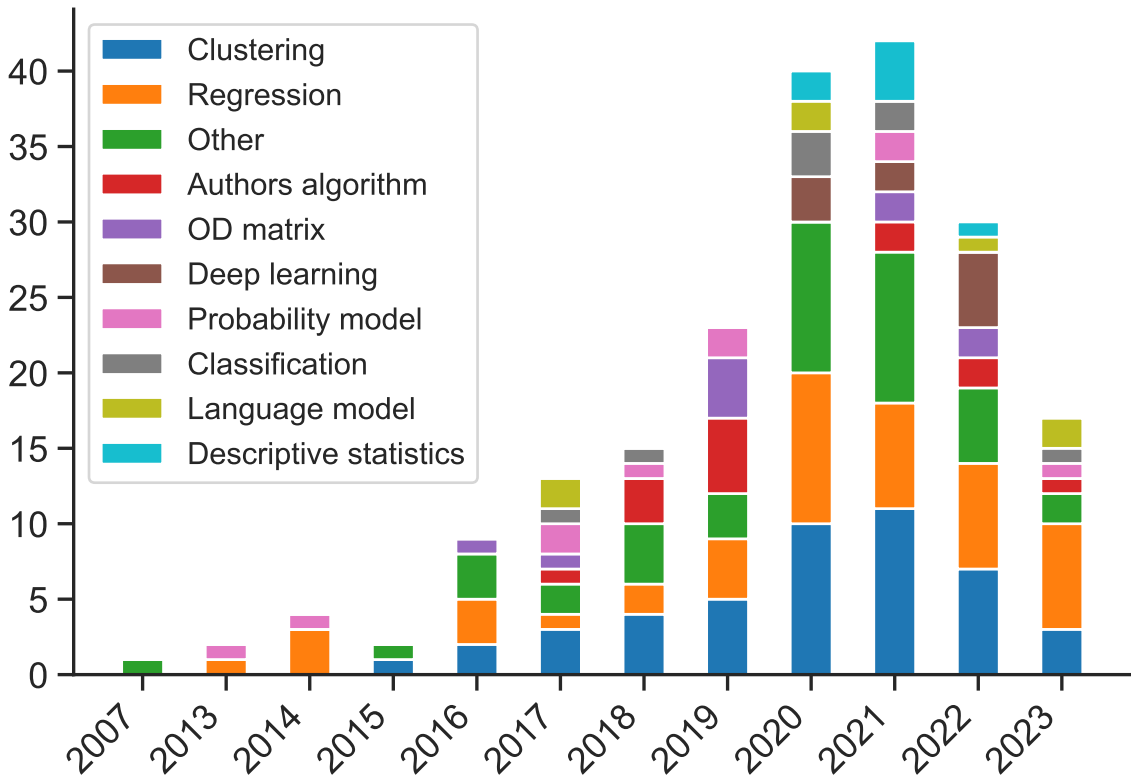 Clustering
Regression
Other
Authors algorithm
OD matrix
Deep learning
Probability model
Classification
Language model
Descriptive statistics
40
35
30
25
20
15
10
5
0
2007
2013
2014
2015
2016
2017
2018
2019
2020
2021
2022
2023